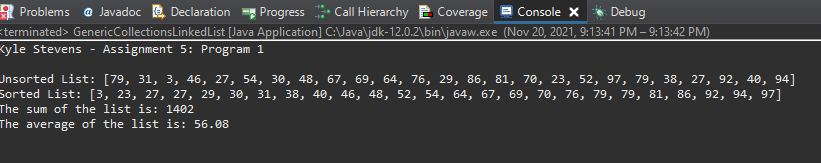 Problems @ Javadoc Declaration Progress Call Hierarchy Coverage Console Debug
<terminated> GenericCollectionsLinkedList [Java Application] C:\Java\jdk-12.0.2\bin\javaw.exe (Nov 20, 2021, 9:13:41 PM – 9:13:42 PM)
Kyle Stevens - Assignment 5: Program 1
Unsorted List: [79, 31, 3, 46, 27, 54, 30, 48, 67, 69, 64, 76, 29, 86, 81, 70, 23, 52, 97, 79, 38, 27, 92, 40, 94]
Sorted List: [3, 23, 27, 27, 29, 30, 31, 38, 40, 46, 48, 52, 54, 64, 67, 69, 70, 76, 79, 79, 81, 86, 92, 94, 97]
The sum of the list is: 1402
The average of the list is: 56.08